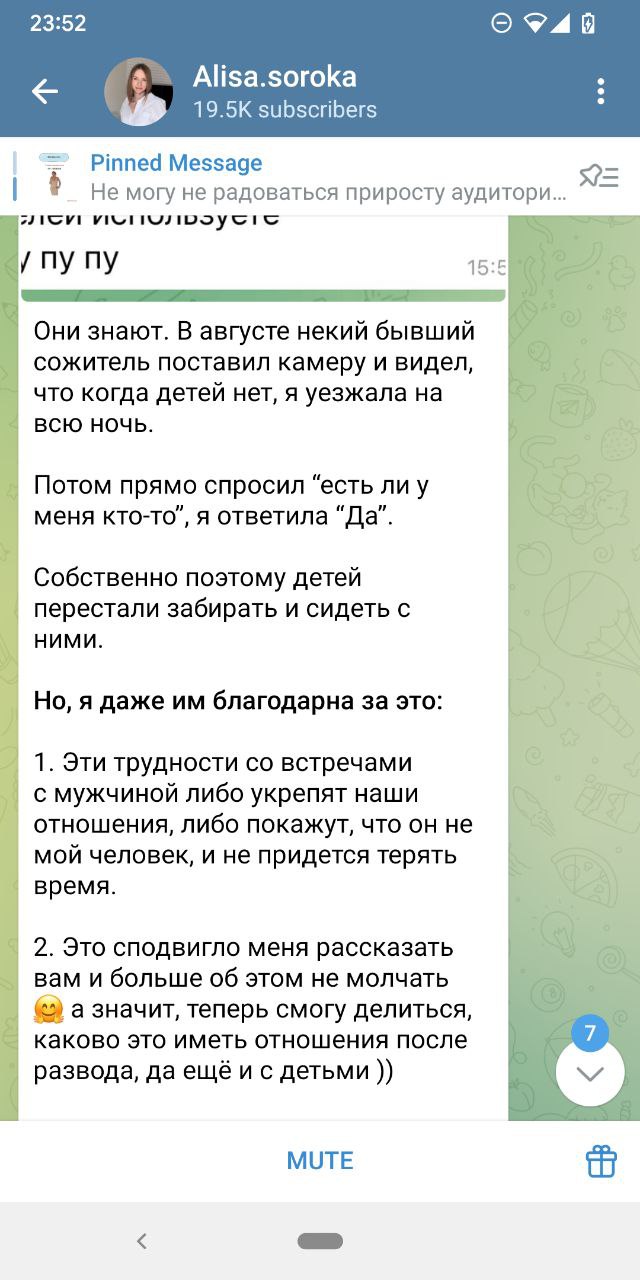 23:52
Alisa.soroka
19.5K subscribers
Pinned Message
Не могу не радоваться приросту аудитори...
используете
пу пу
15:5
Они знают. В августе некий бывший
сожитель поставил камеру и видел,
что когда детей нет, я уезжала на
всю ночь.
Потом прямо спросил “есть ли у
меня кто-то”, я ответила “Да”.
Собственно поэтому детей
перестали забирать и сидеть с
ними.
Но, я даже им благодарна за это:
1. Эти трудности со встречами
с мужчиной либо укрепят наши
отношения, либо покажут, что он не
мой человек, и не придется терять
время.
2. Это сподвигло меня рассказать
вам и больше об этом не молчать
🤗 а значит, теперь смогу делиться,
каково это иметь отношения после
развода, да ещё и с детьми ))
7
MUTE